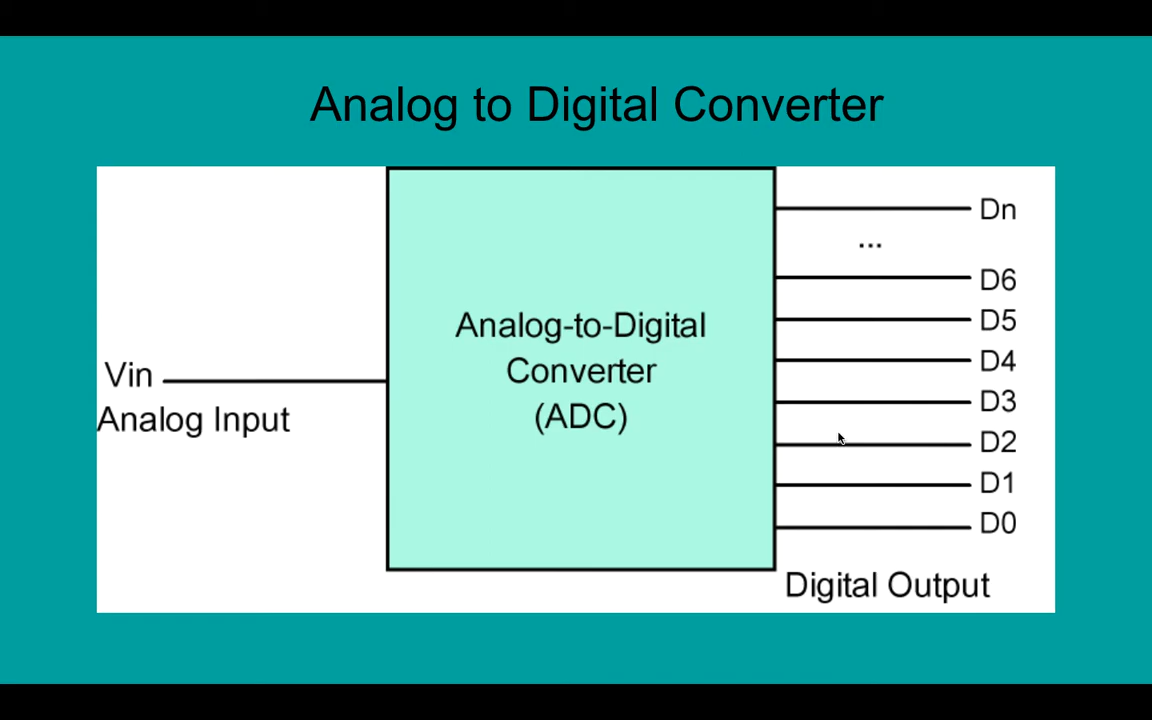 Analog to Digital Converter
Vin
Analog Input
Analog-to-Digital
Converter
(ADC)
Dn
...
D6
D5
D4
D3
D2
D1
D0
Digital Output